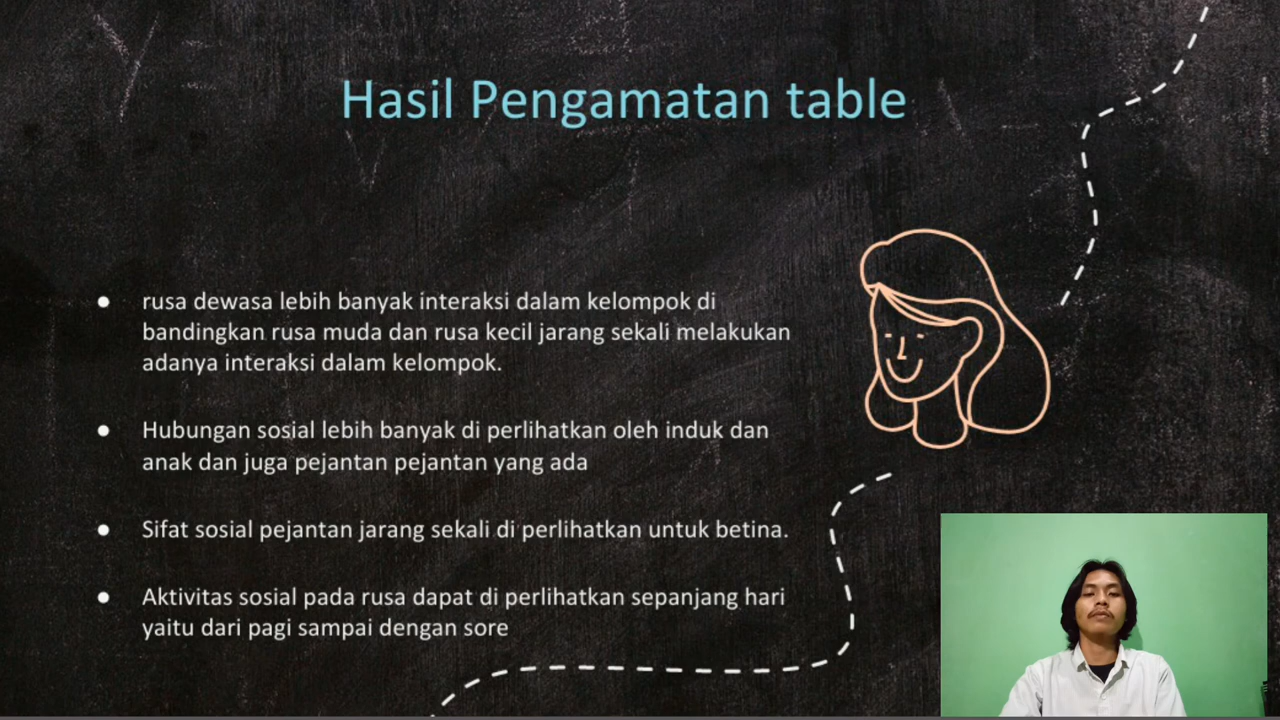 Hasil Pengamatan table
● rusa dewasa lebih banyak interaksi dalam kelompok di
bandingkan rusa muda dan rusa kecil jarang sekali melakukan
adanya interaksi dalam kelompok.
● Hubungan sosial lebih banyak di perlihatkan oleh induk dan
anak dan juga pejantan pejantan yang ada
● Sifat sosial pejantan jarang sekali di perlihatkan untuk betina.
● Aktivitas sosial pada rusa dapat di perlihatkan sepanjang hari
yaitu dari pagi sampai dengan sore